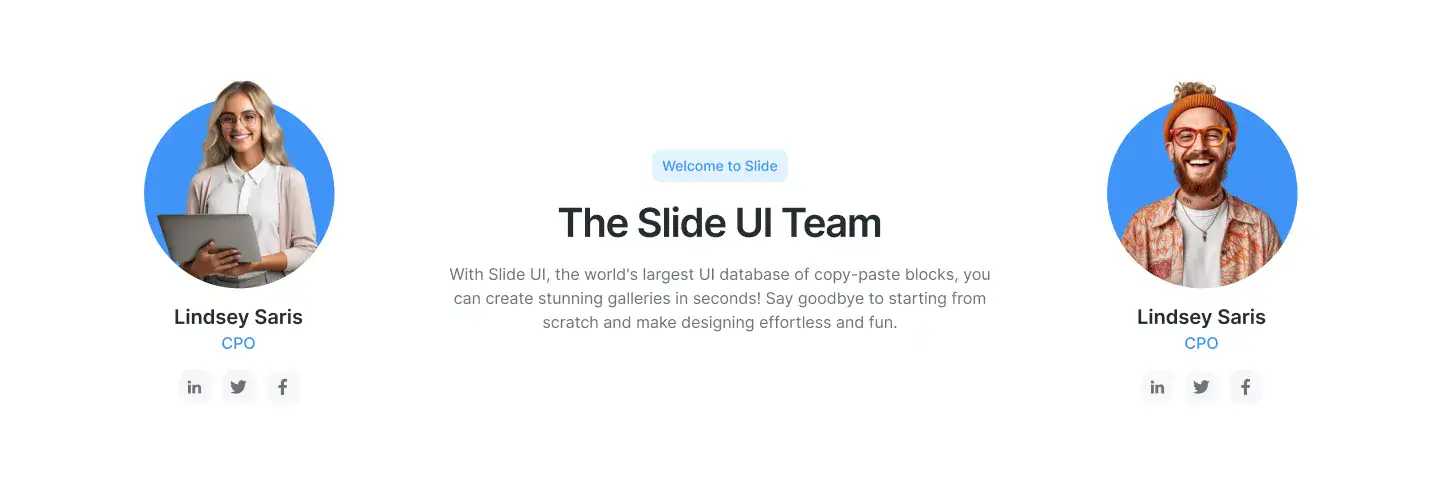 Welcome to Slide
The Slide UI Team
With Slide UI, the world's largest UI database of copy-paste blocks, you
can create stunning galleries in seconds! Say goodbye to starting from
scratch and make designing effortless and fun.
Lindsey Saris
CPO
in
Lindsey Saris
CPO
in